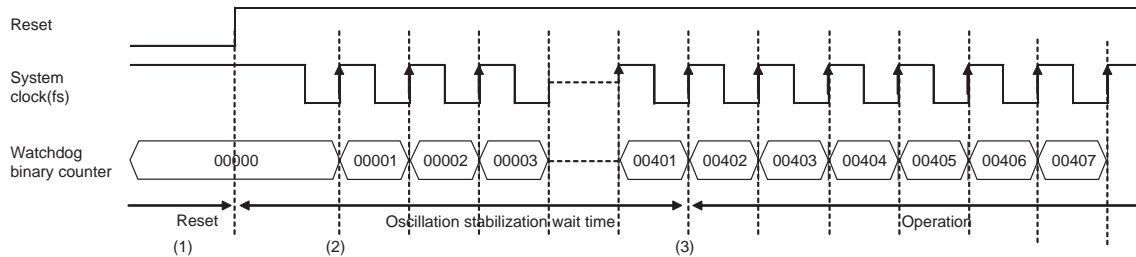 Reset
System
clock(fs)
Watchdog
binary counter
00000
00001
00002
00003
00401
00402
00403
00404
00405
00406
00407
Reset
Oscillation stabilization wait time
Operation
(1)
(2)
(3)